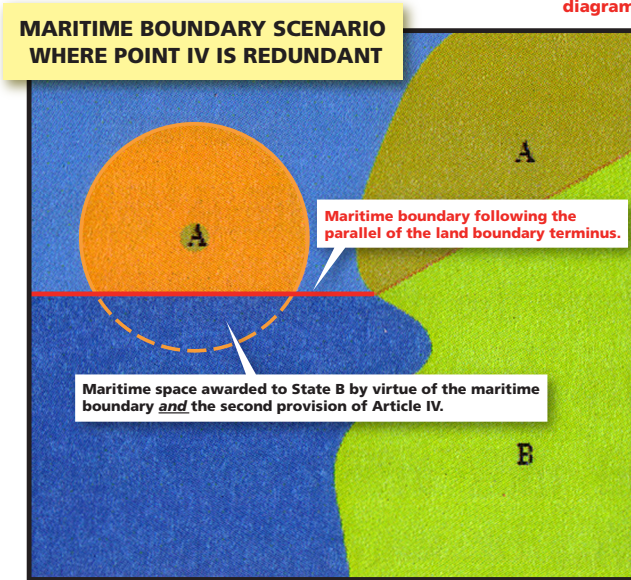 diagram
MARITIME BOUNDARY SCENARIO
WHERE POINT IV IS REDUNDANT
A
A
Maritime boundary following the
parallel of the land boundary terminus.
Maritime space awarded to State B by virtue of the maritime
boundary and the second provision of Article IV.
B